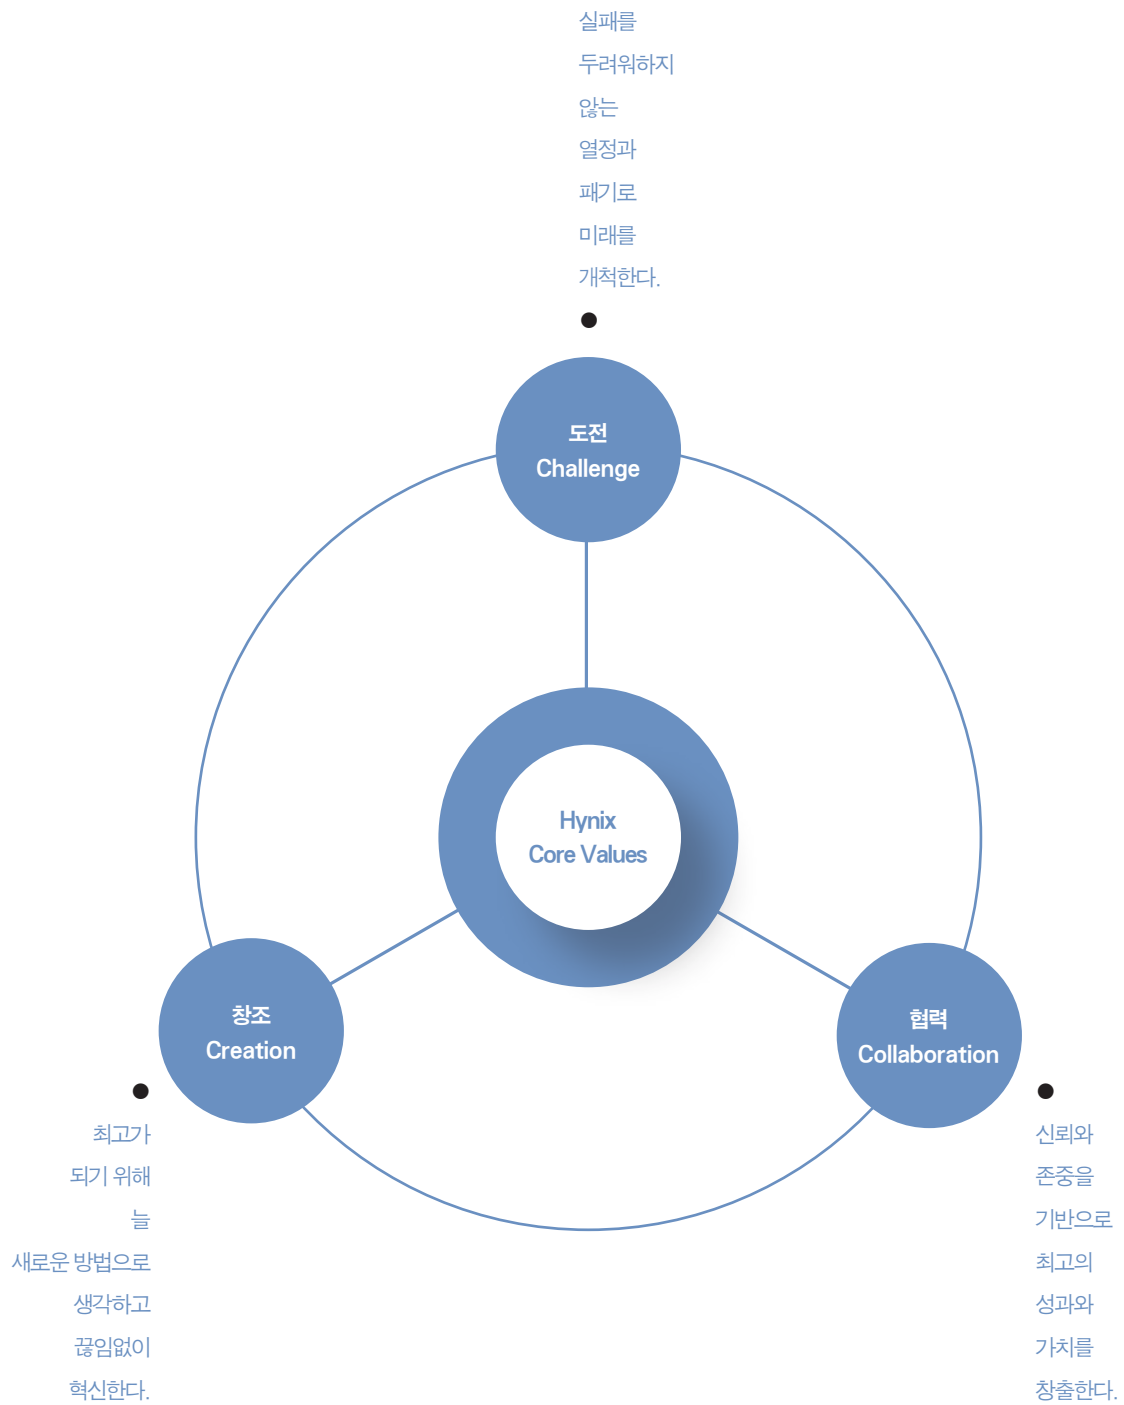 실패를
두려워하지
않는
열정과
패기로
미래를
개척한다.
도전
Challenge
Hynix
Core Values
창조
Creation
최고가
되기 위해
늘
새로운 방법으로
생각하고
끊임없이
혁신한다.
협력
Collaboration
신뢰와
존중을
기반으로
최고의
성과와
가치를
창출한다.